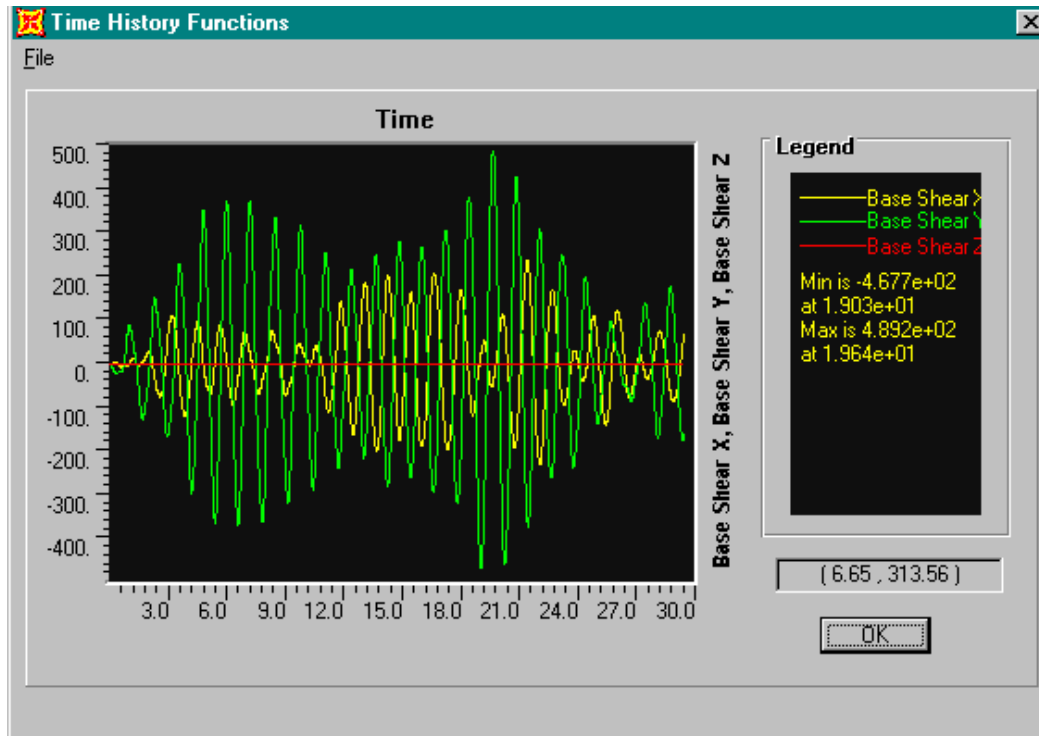 Time History Functions
File
Time
500.
400.
300.
200.
100.
0.
-100.
-200.
-300.
-400.
3.0 6.0 9.0 12.0 15.0 18.0 21.0 24.0 27.0 30.0
Base Shear X, Base Shear Y, Base Shear Z
Legend
Base Shear X
Base Shear Y
Base Shear Z
Min is -4.677e+02
at 1.903e+01
Max is 4.892e+02
at 1.964e+01
( 6.65 , 313.56 )
OK